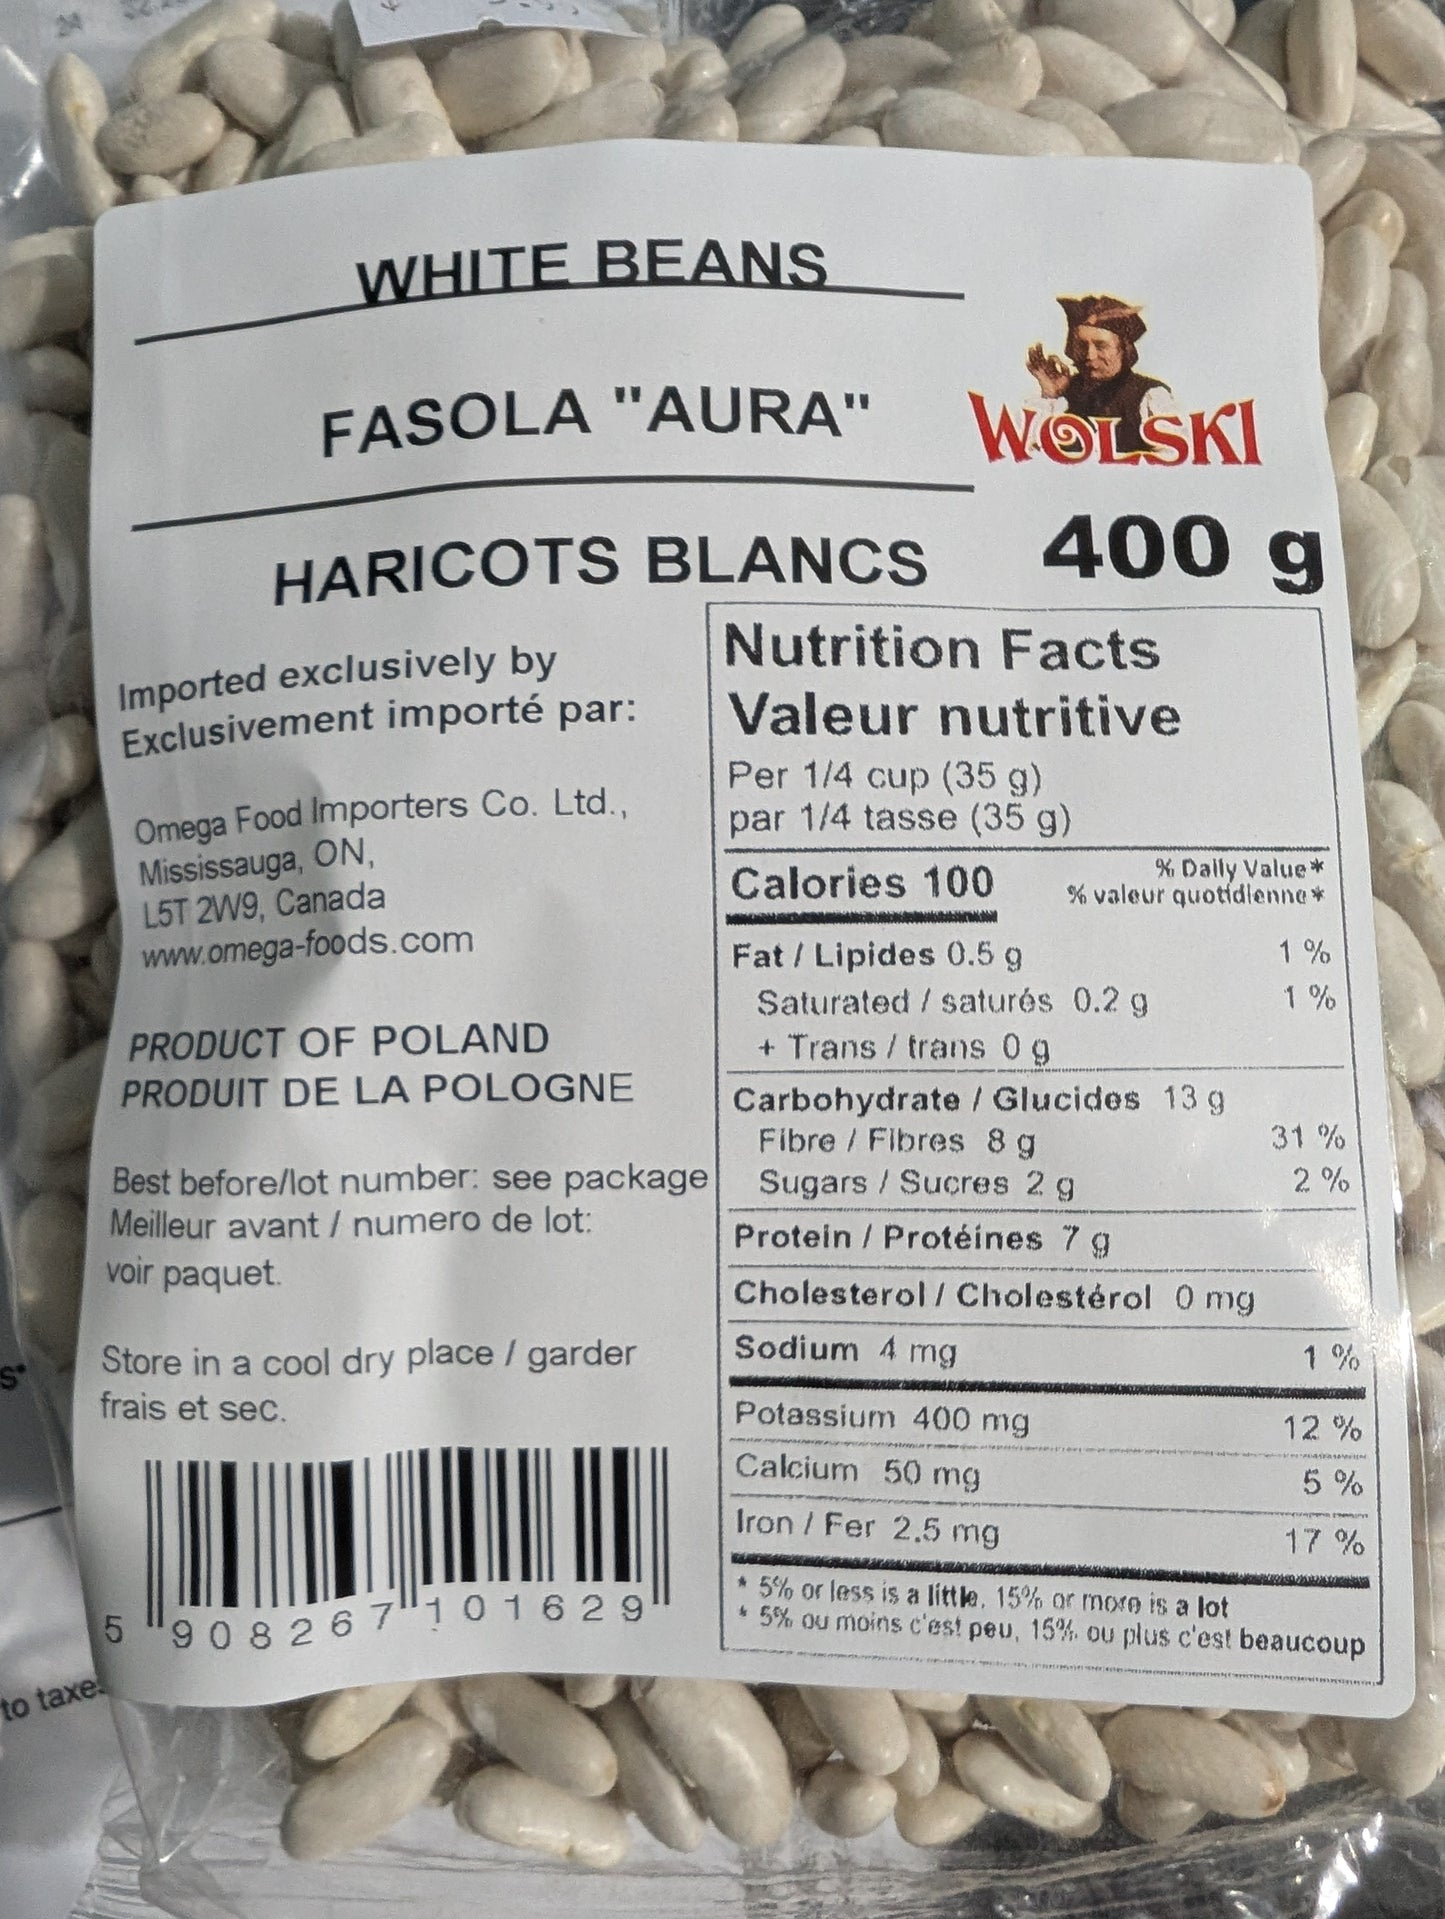 WHITE BEANS
FASOLA "AURA"
WOLSKI
HARICOTS BLANCS
400 g
Imported exclusively by
Exclusivement importé par:
Omega Food Importers Co. Ltd.,
Mississauga, ON,
L5T 2W9, Canada
www.omega-foods.com
PRODUCT OF POLAND
PRODUIT DE LA POLOGNE
Best before/lot number: see package
Meilleur avant / numero de lot:
voir paquet.
Store in a cool dry place / garder
frais et sec.
5 908267 101629
Nutrition Facts
Valeur nutritive
Per 1/4 cup (35 g)
par 1/4 tasse (35 g)
Calories 100
% Daily Value*
% valeur quotidienne*
Fat / Lipides 0.5 g 1 %
Saturated / saturés 0.2 g 1 %
+ Trans / trans 0 g
Carbohydrate / Glucides 13 g
Fibre / Fibres 8 g 31 %
Sugars / Sucres 2 g 2 %
Protein / Protéines 7 g
Cholesterol / Cholestérol 0 mg
Sodium 4 mg 1 %
Potassium 400 mg 12 %
Calcium 50 mg 5 %
Iron / Fer 2.5 mg 17 %
* 5% or less is a little, 15% or more is a lot
* 5% ou moins c'est peu, 15% ou plus c'est beaucoup
to taxes